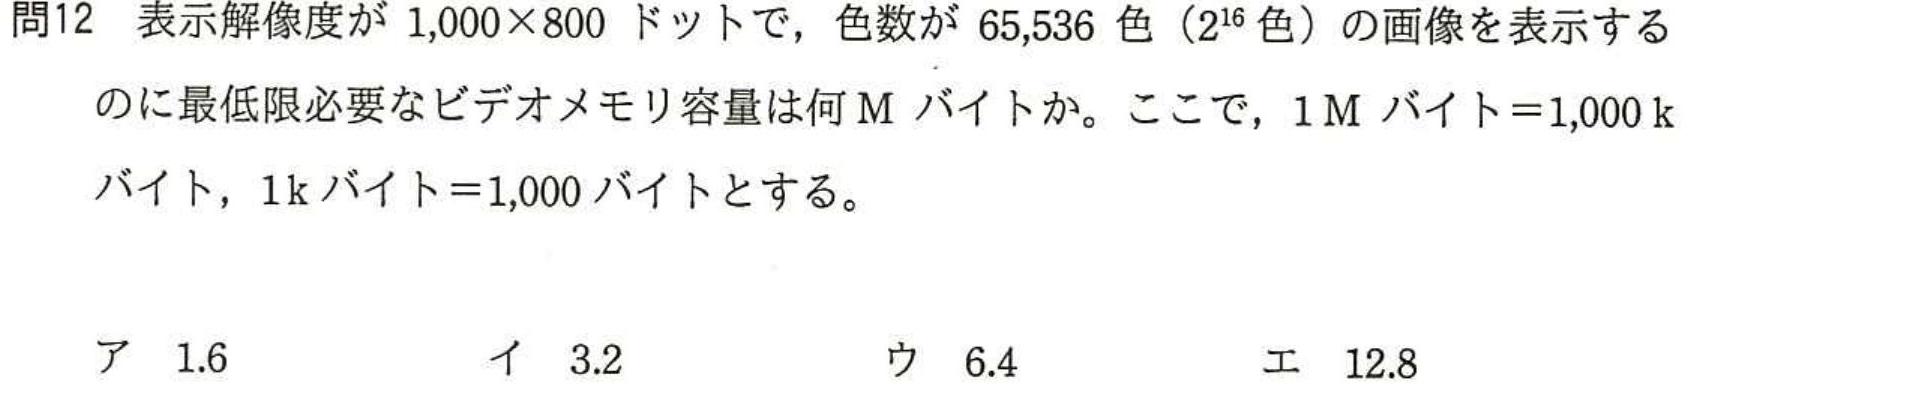 問12 表示解像度が 1,000×800 ドットで，色数が 65,536 色（2¹⁶ 色）の画像を表示する
のに最低限必要なビデオメモリ容量は何 M バイトか。ここで，1 M バイト＝1,000 k
バイト，1 k バイト＝1,000 バイトとする。
ア 1.6 イ 3.2 ウ 6.4 エ 12.8